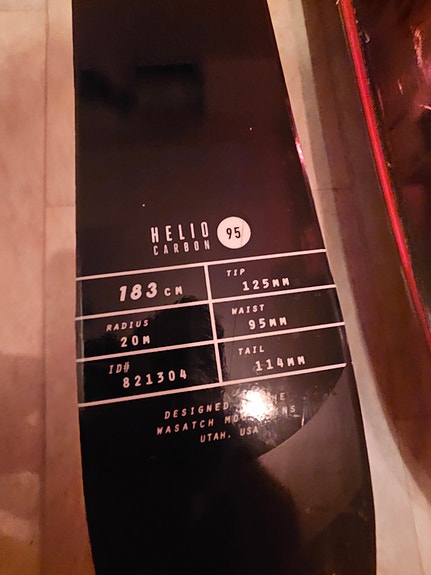 HELIO
CARBON
95
183 CM
TIP
125MM
RADIUS
20M
WAIST
95MM
ID#
821304
TAIL
114MM
DESIGNED THE
WASATCH
UTAH, USA